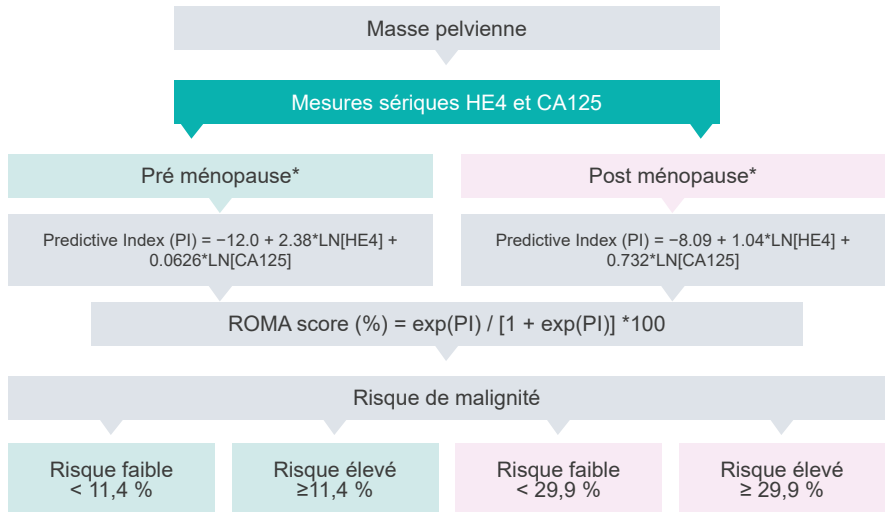 Masse pelvienne
Mesures sériques HE4 et CA125
Pré ménopause*
Post ménopause*
Predictive Index (PI) = −12.0 + 2.38*LN[HE4] +
0.0626*LN[CA125]
Predictive Index (PI) = −8.09 + 1.04*LN[HE4] +
0.732*LN[CA125]
ROMA score (%) = exp(PI) / [1 + exp(PI)] *100
Risque de malignité
Risque faible
< 11,4 %
Risque élevé
≥11,4 %
Risque faible
< 29,9 %
Risque élevé
≥ 29,9 %